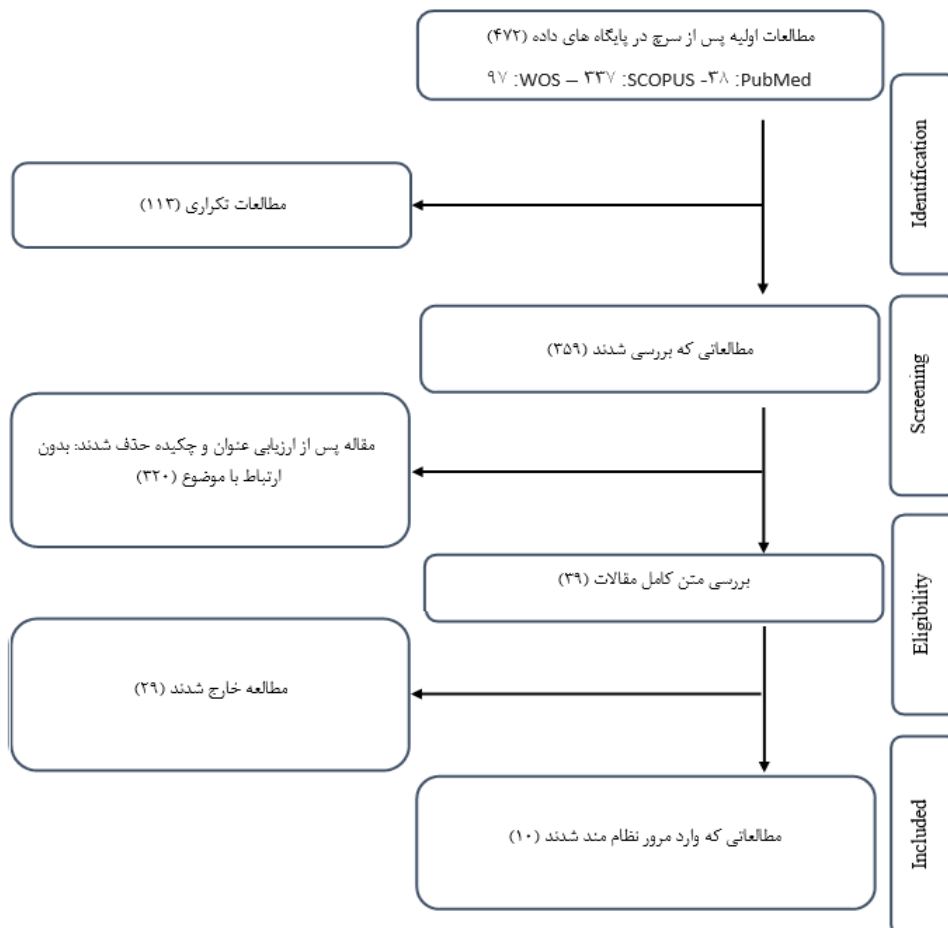 مطالعات اولیه پس از سرچ در پایگاه های داده (۴۷۲)
PubMed: ۳۸- SCOPUS: ۳۳۷ – WOS: ۹۷
Identification
مطالعات تکراری (۱۱۳)
مطالعاتی که بررسی شدند (۳۵۹)
Screening
مقاله پس از ارزیابی عنوان و چکیده حذف شدند: بدون
ارتباط با موضوع (۳۲۰)
بررسی متن کامل مقالات (۳۹)
Eligibility
مطالعه خارج شدند (۲۹)
مطالعاتی که وارد مرور نظام مند شدند (۱۰)
Included